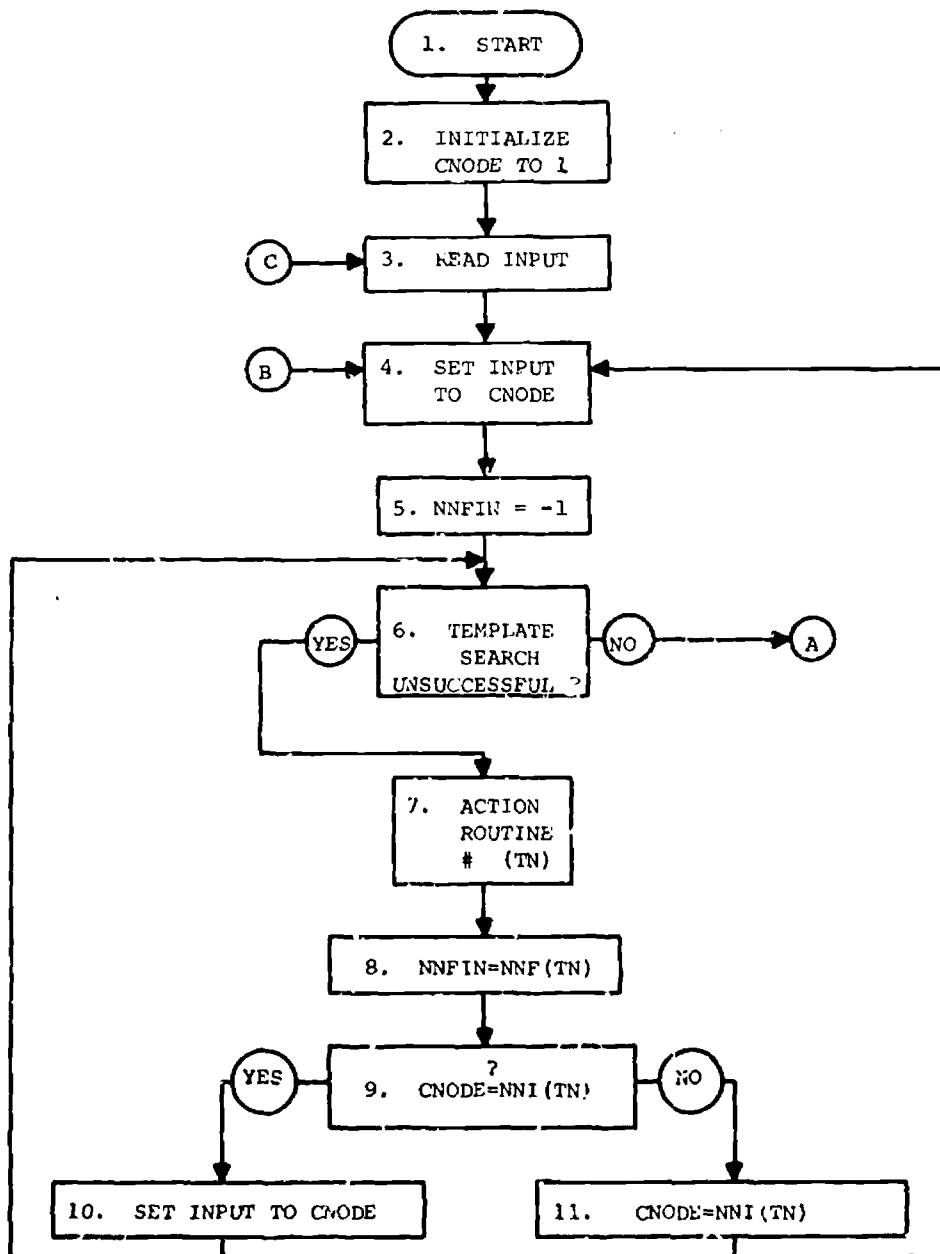 1. START
2. INITIALIZE
CNODE TO 1
C
3. READ INPUT
B
4. SET INPUT
TO CNODE
5. NNFIN = -1
YES
6. TEMPLATE
SEARCH
UNSUCCESSFUL ?
NO
A
7. ACTION
ROUTINE
# (TN)
8. NNFIN=NNF(TN)
YES
?
9. CNODE=NNI(TN)
NO
10. SET INPUT TO CNODE
11. CNODE=NNI(TN)